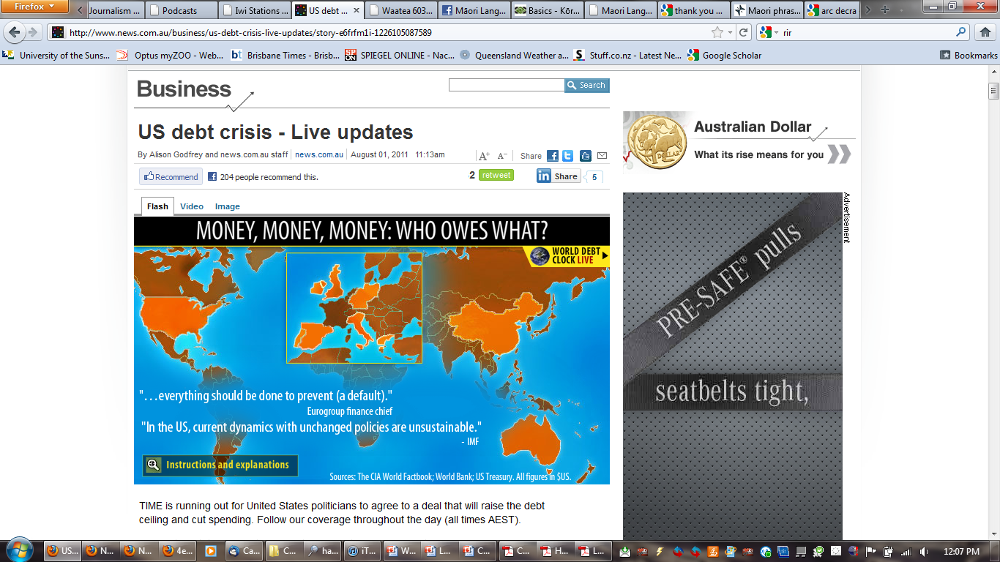 Firefox
Journalism ...
Podcasts
Iwi Stations ...
US debt ...
Waatea 603...
Māori Lang...
Basics - Kōr...
Maori Lang...
thank you ...
Maori phras...
arc decra
http://www.news.com.au/business/us-debt-crisis-live-updates/story-e6frfm1i-1226105087589
rir
University of the Suns...
Optus myZOO - Web...
Brisbane Times - Brisb...
SPIEGEL ONLINE - Nac...
Queensland Weather a...
Stuff.co.nz - Latest Ne...
Google Scholar
Bookmarks
Business
Search
US debt crisis - Live updates
By Alison Godfrey and news.com.au staff
news.com.au
August 01, 2011 11:13am
A+ A-
Share
Recommend
204 people recommend this.
2 retweet
in Share 5
Flash Video Image
MONEY, MONEY, MONEY: WHO OWES WHAT?
WORLD DEBT
CLOCK LIVE
"...everything should be done to prevent (a default)."
Eurogroup finance chief
"In the US, current dynamics with unchanged policies are unsustainable."
- IMF
Instructions and explanations
Sources: The CIA World Factbook; World Bank; US Treasury. All figures in $US.
TIME is running out for United States politicians to agree to a deal that will raise the debt
ceiling and cut spending. Follow our coverage throughout the day (all times AEST).
DOLLAR
Australian Dollar
What its rise means for you
Advertisement
PRE-SAFE® pulls
seatbelts tight,
US...
N...
N...
4e...
Ca...
C...
ha...
iT...
W...
L...
C...
C...
H...
L...
12:07 PM